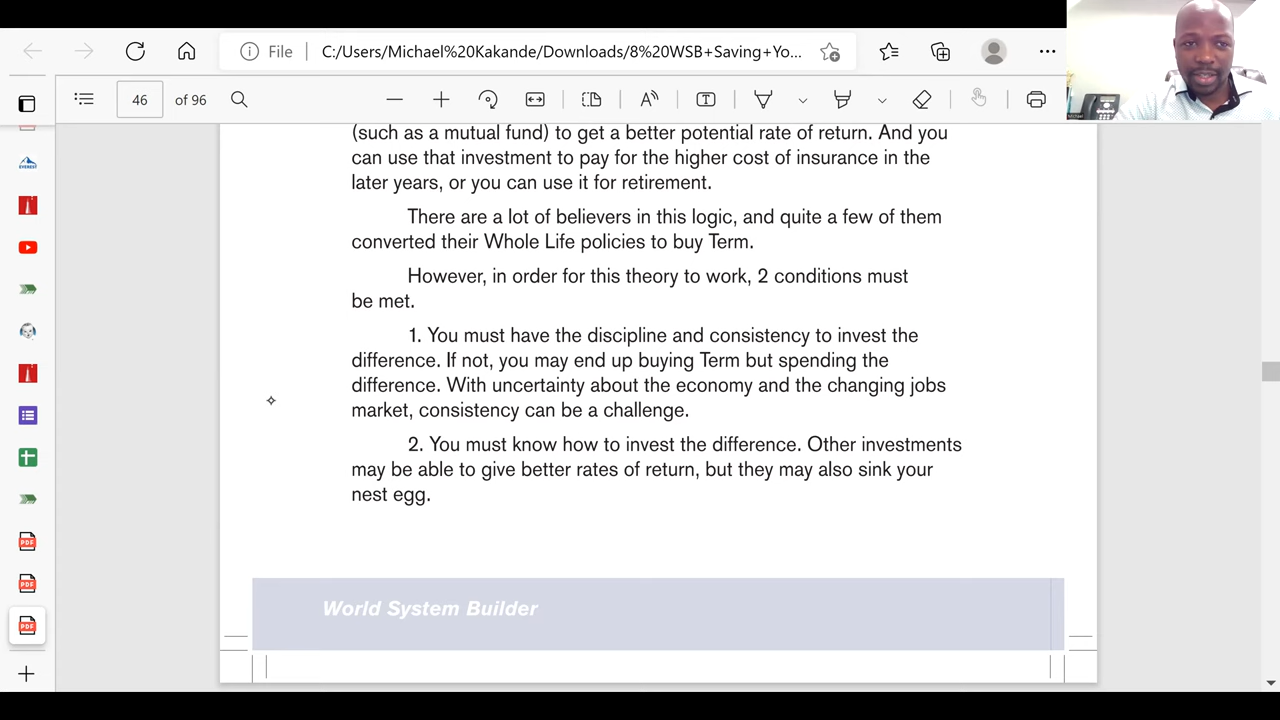 File
C:/Users/Michael%20Kakande/Downloads/8%20WSB+Saving+Yo...
46
of 96
(such as a mutual fund) to get a better potential rate of return. And you
can use that investment to pay for the higher cost of insurance in the
later years, or you can use it for retirement.
There are a lot of believers in this logic, and quite a few of them
converted their Whole Life policies to buy Term.
However, in order for this theory to work, 2 conditions must
be met.
1. You must have the discipline and consistency to invest the
difference. If not, you may end up buying Term but spending the
difference. With uncertainty about the economy and the changing jobs
market, consistency can be a challenge.
2. You must know how to invest the difference. Other investments
may be able to give better rates of return, but they may also sink your
nest egg.
World System Builder
EVEREST
PDF
PDF
PDF
Michael